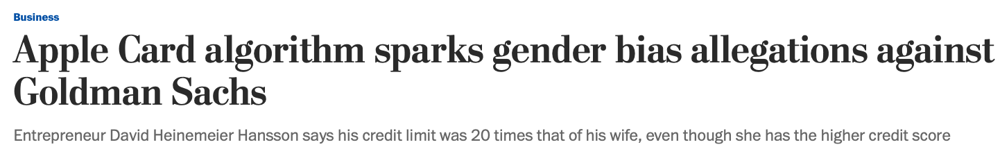 Business
Apple Card algorithm sparks gender bias allegations against
Goldman Sachs
Entrepreneur David Heinemeier Hansson says his credit limit was 20 times that of his wife, even though she has the higher credit score